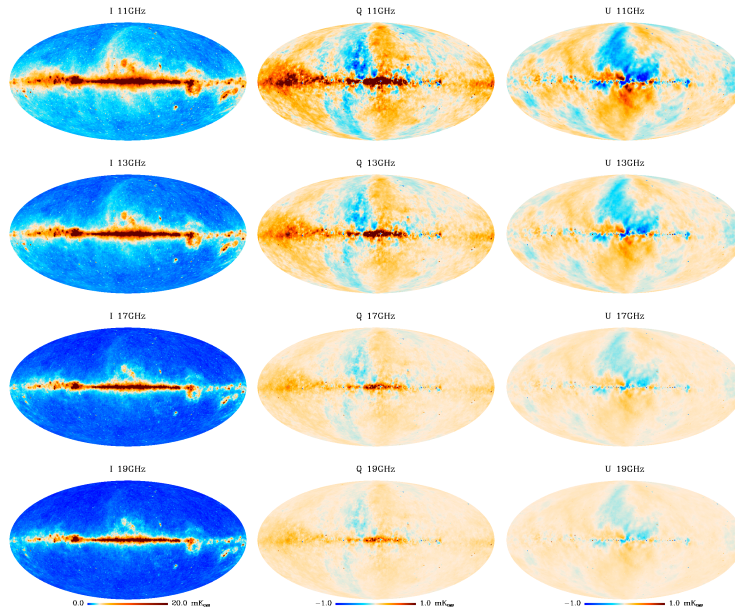 I 11GHz Q 11GHz U 11GHz
I 13GHz Q 13GHz U 13GHz
I 17GHz Q 17GHz U 17GHz
I 19GHz Q 19GHz U 19GHz
0.0 20.0 mK -1.0 1.0 mK -1.0 1.0 mK